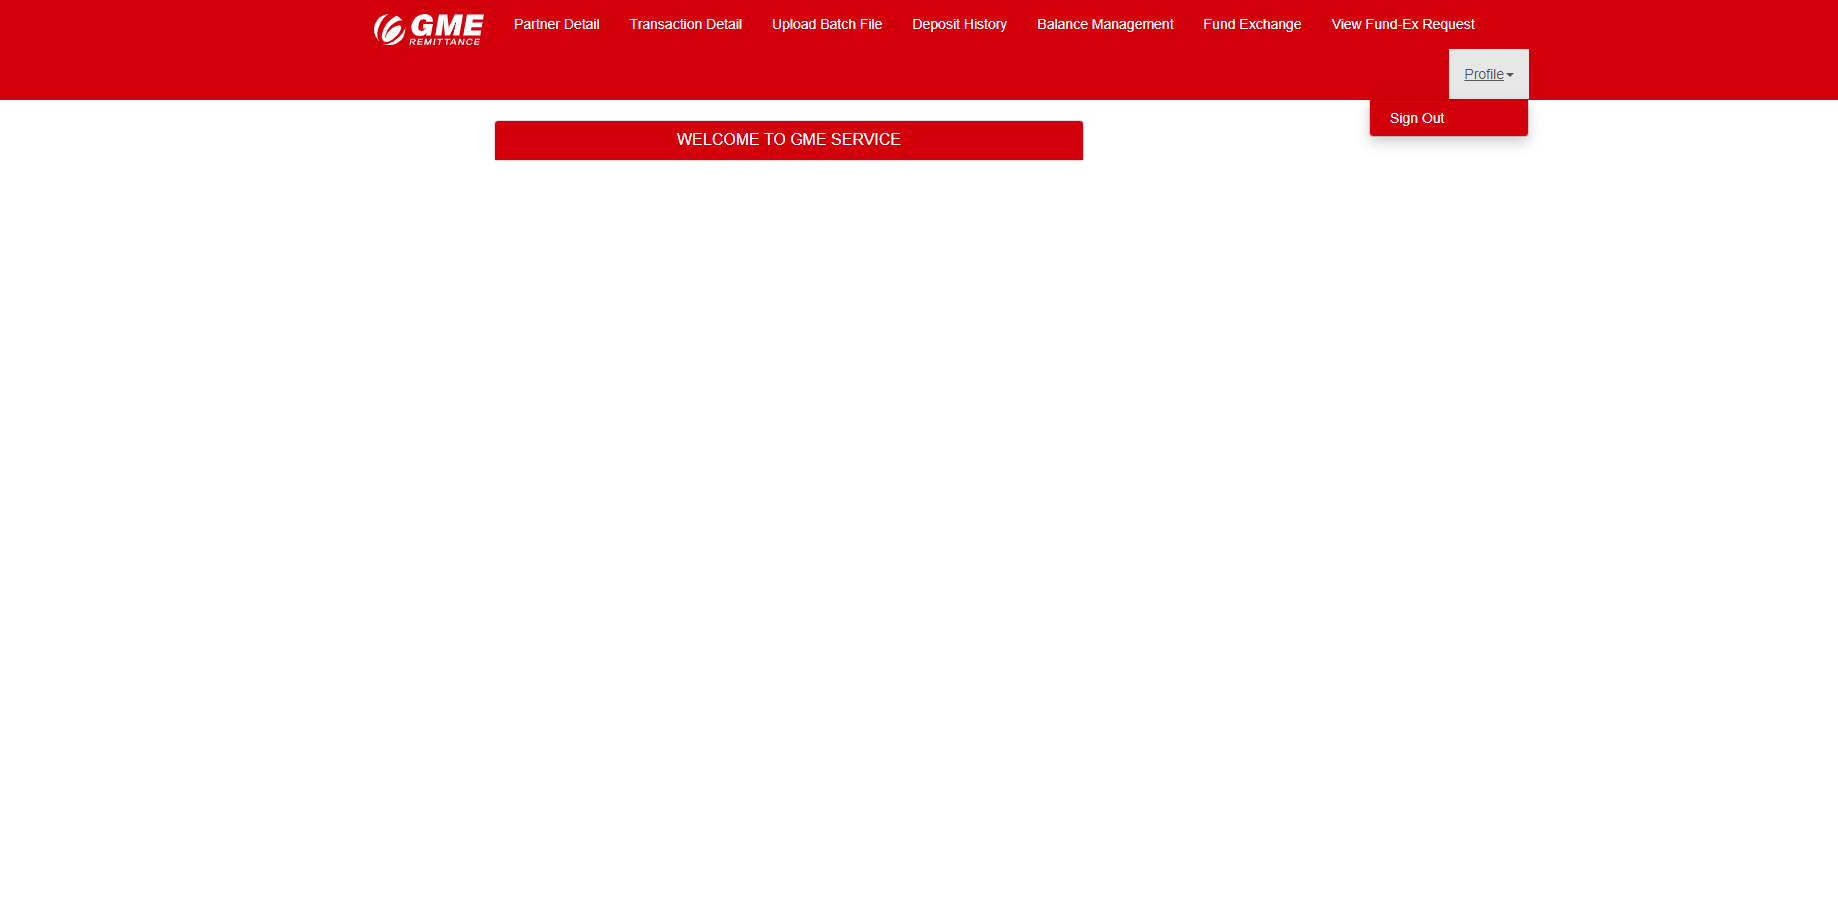 GME REMITTANCE
Partner Detail Transaction Detail Upload Batch File Deposit History Balance Management Fund Exchange View Fund-Ex Request
Profile
Sign Out
WELCOME TO GME SERVICE